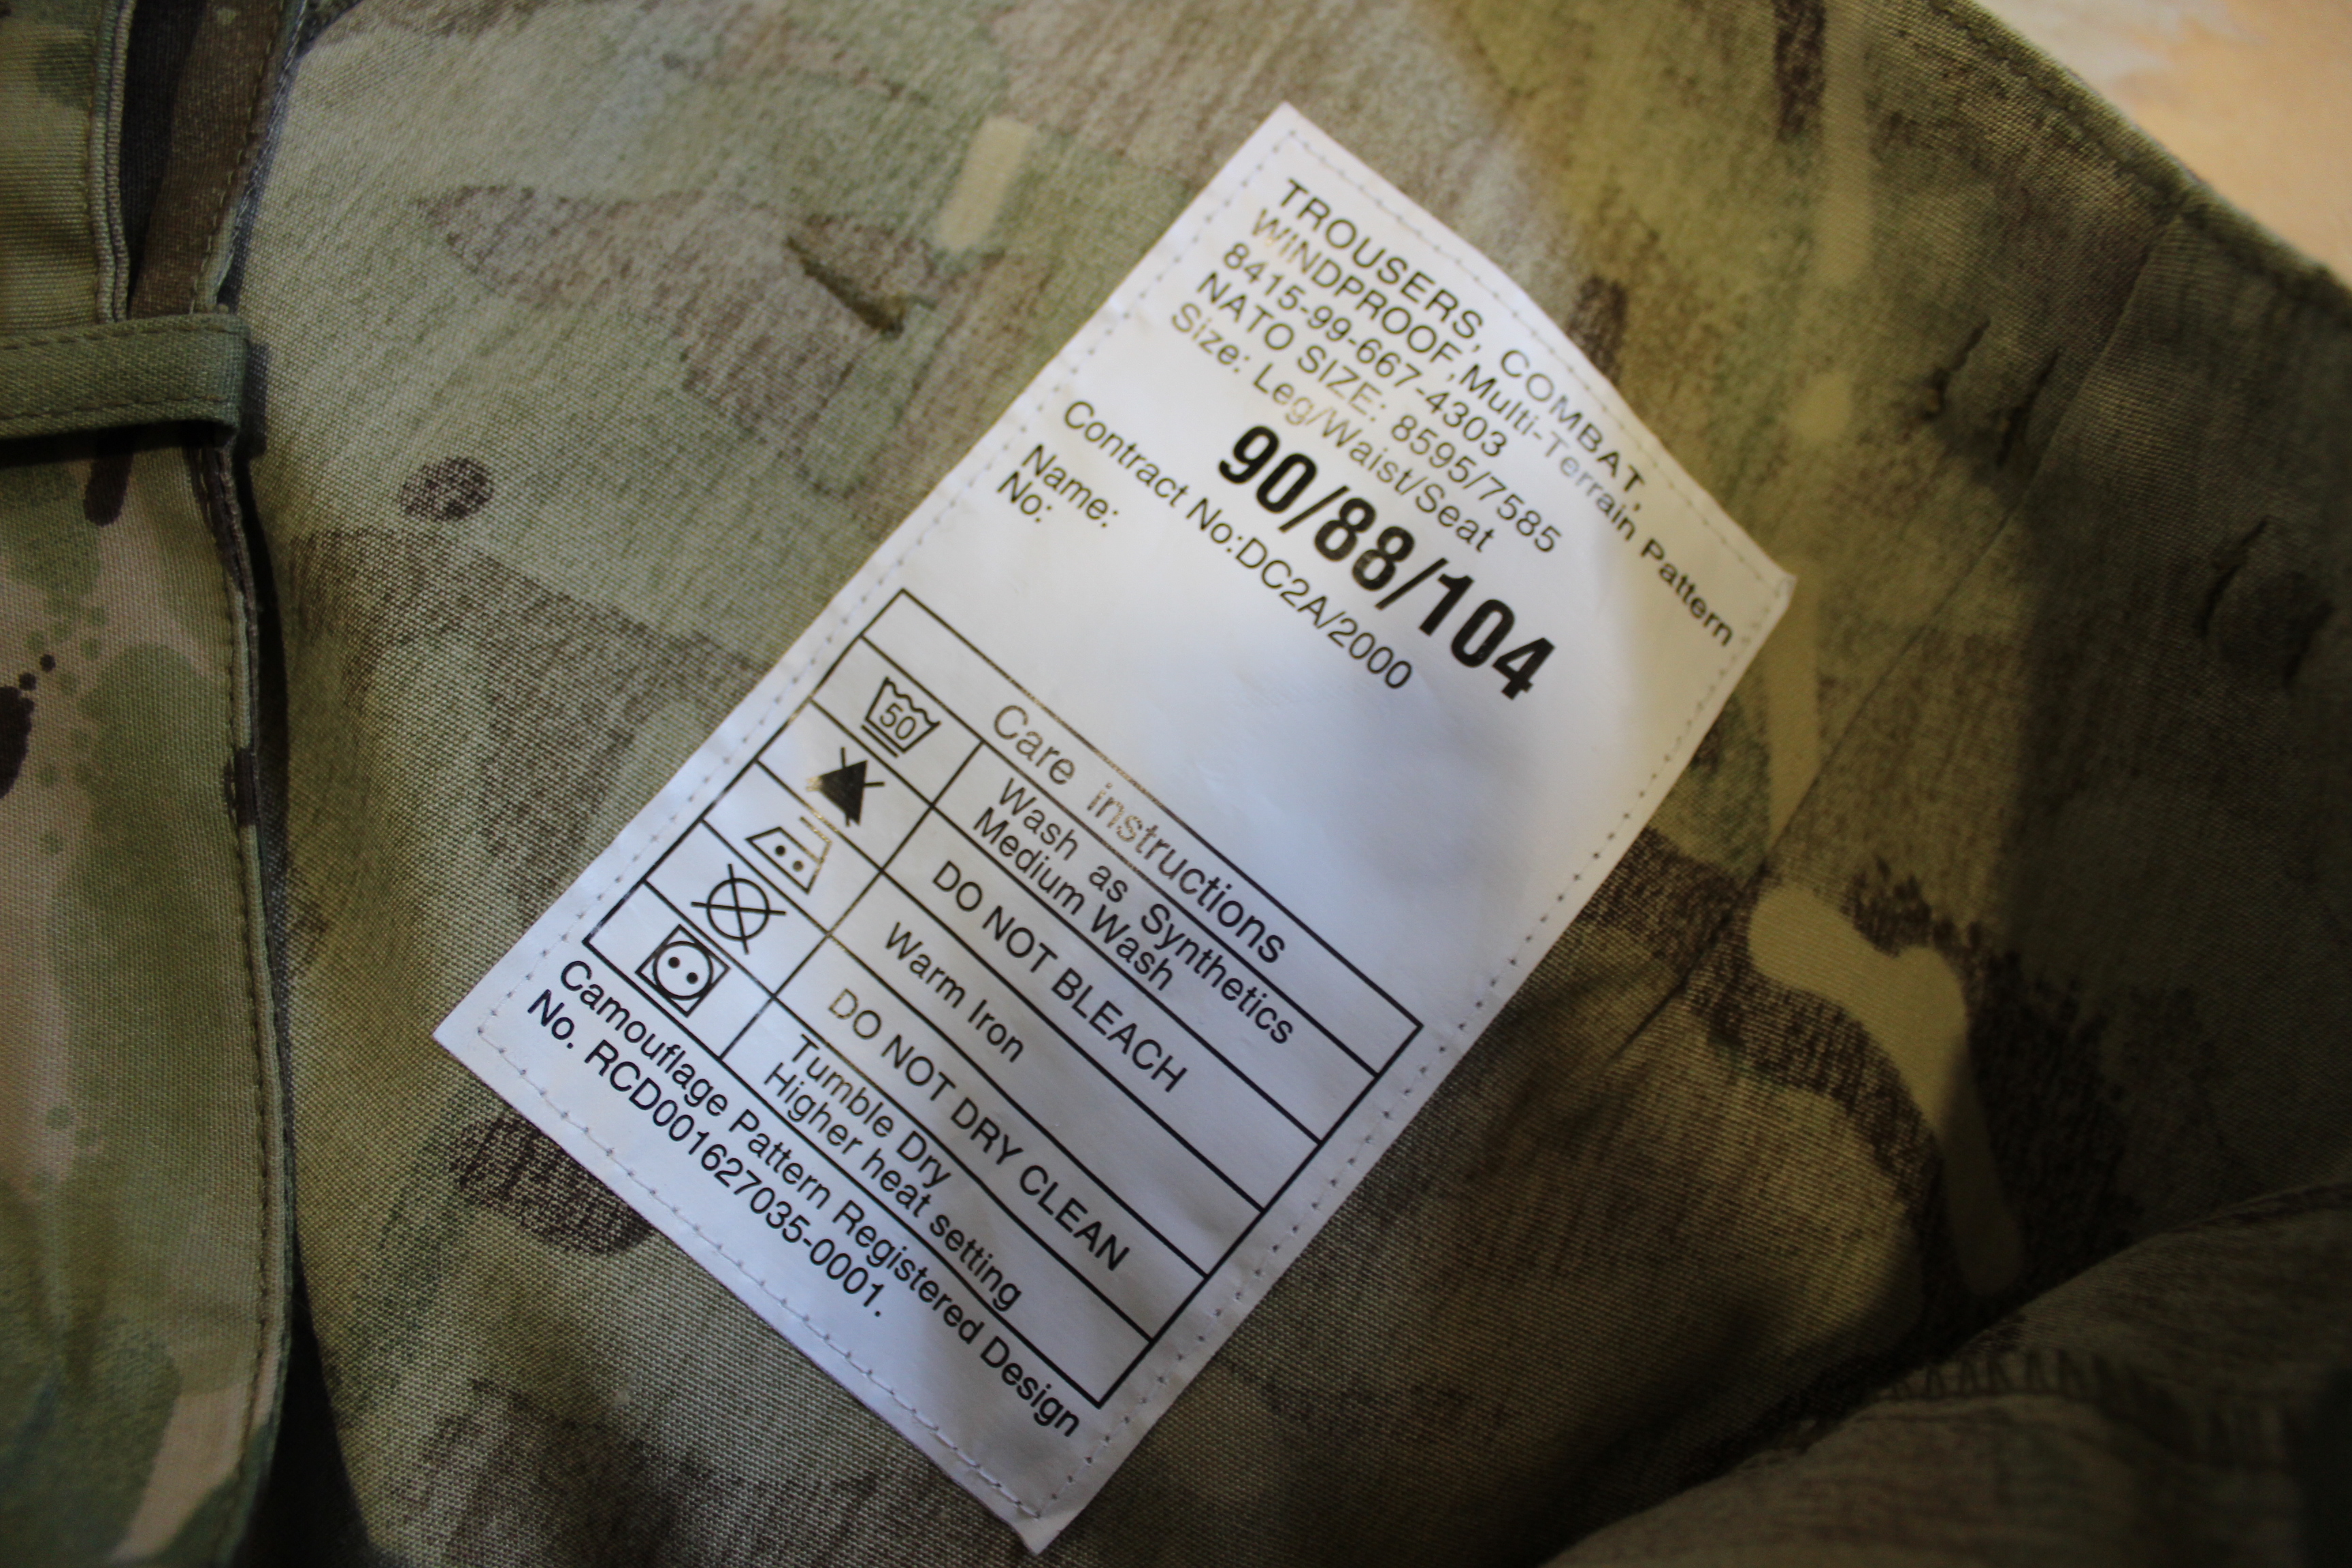 TROUSERS, COMBAT,
WINDPROOF,Multi-Terrain Pattern
8415-99-667-4303
NATO SIZE: 8595/7585
Size: Leg/Waist/Seat
90/88/104
Contract No:DC2A/2000
Name:
No:
Care instructions
50
Wash as Synthetics
Medium Wash
DO NOT BLEACH
Warm Iron
DO NOT DRY CLEAN
Tumble Dry
Higher heat setting
Camouflage Pattern Registered Design
No. RCD001627035-0001.